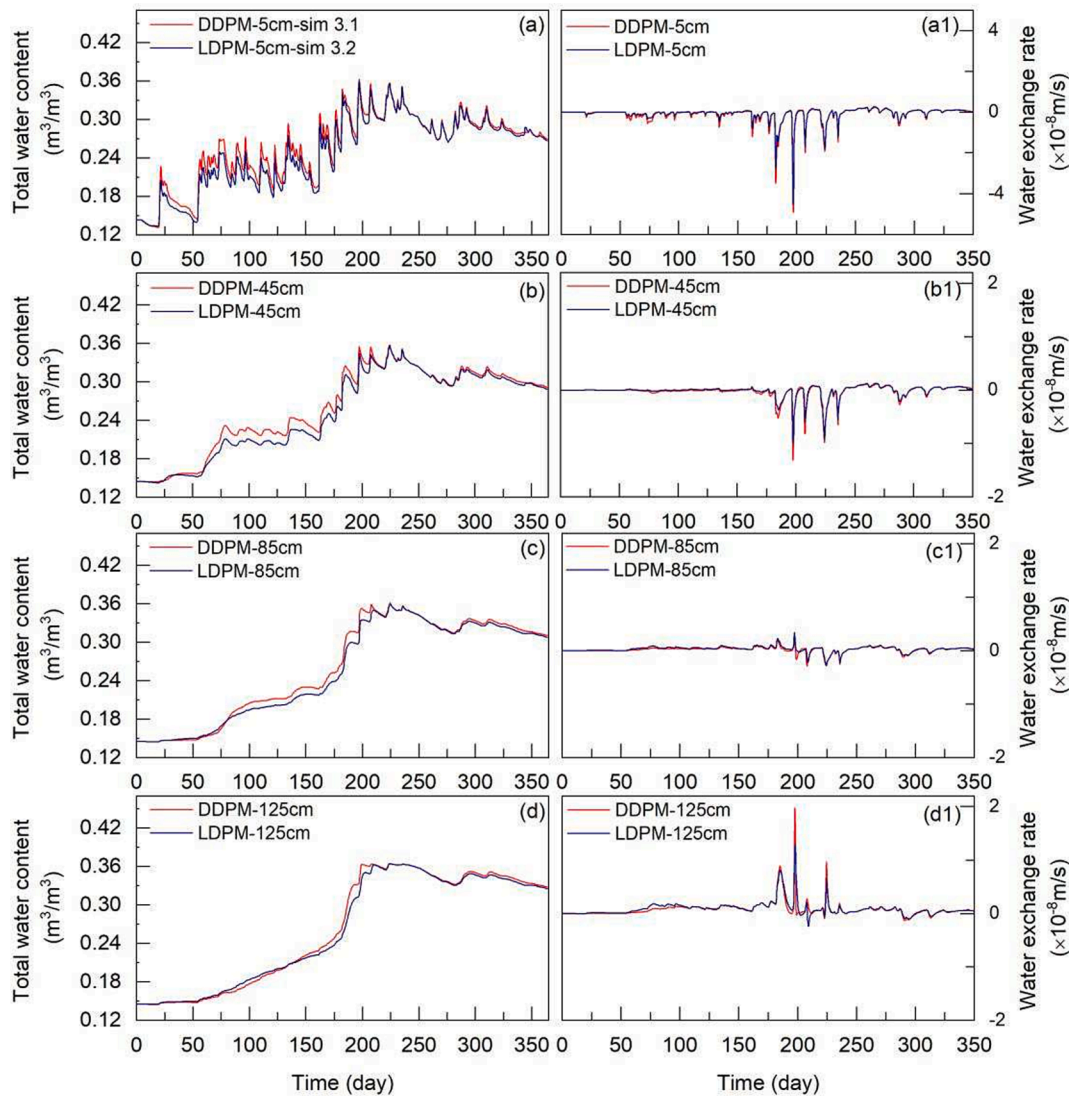 DDPM-5cm-sim 3.1
LDPM-5cm-sim 3.2
(a)
Total water content
(m³/m³)
0.42
0.36
0.30
0.24
0.18
0.12
0 50 100 150 200 250 300 350
DDPM-5cm
LDPM-5cm
(a1)
4
0
-4
Water exchange rate
(×10⁻⁸m/s)
0 50 100 150 200 250 300 350
DDPM-45cm
LDPM-45cm
(b)
Total water content
(m³/m³)
0.42
0.36
0.30
0.24
0.18
0.12
0 50 100 150 200 250 300 350
DDPM-45cm
LDPM-45cm
(b1)
2
0
-2
Water exchange rate
(×10⁻⁸m/s)
0 50 100 150 200 250 300 350
DDPM-85cm
LDPM-85cm
(c)
Total water content
(m³/m³)
0.42
0.36
0.30
0.24
0.18
0.12
0 50 100 150 200 250 300 350
DDPM-85cm
LDPM-85cm
(c1)
2
0
-2
Water exchange rate
(×10⁻⁸m/s)
0 50 100 150 200 250 300 350
DDPM-125cm
LDPM-125cm
(d)
Total water content
(m³/m³)
0.42
0.36
0.30
0.24
0.18
0.12
0 50 100 150 200 250 300 350
Time (day)
DDPM-125cm
LDPM-125cm
(d1)
2
0
-2
Water exchange rate
(×10⁻⁸m/s)
0 50 100 150 200 250 300 350
Time (day)